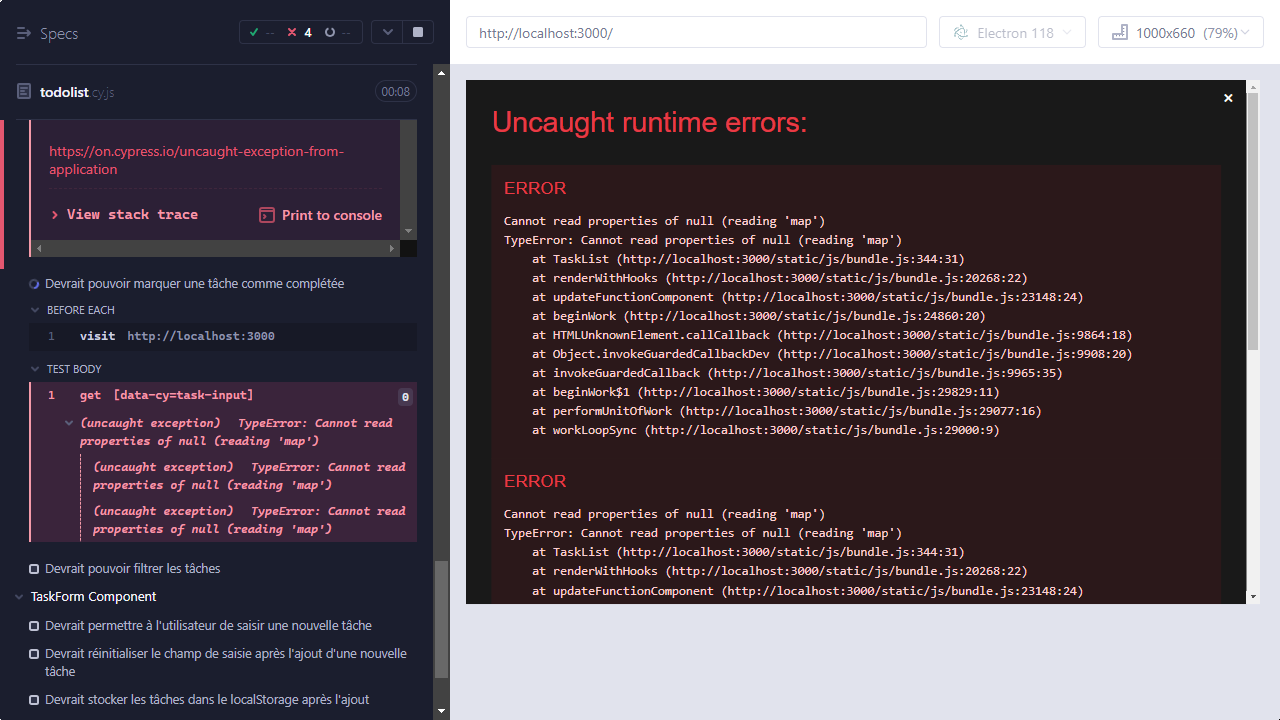 Specs
-- 4 --
todolist.cy.js 00:08
https://on.cypress.io/uncaught-exception-from-
application
View stack trace Print to console
Devrait pouvoir marquer une tâche comme complétée
BEFORE EACH
1 visit http://localhost:3000
TEST BODY
1 get [data-cy=task-input] 0
(uncaught exception) TypeError: Cannot read
properties of null (reading 'map')
(uncaught exception) TypeError: Cannot read
properties of null (reading 'map')
(uncaught exception) TypeError: Cannot read
properties of null (reading 'map')
Devrait pouvoir filtrer les tâches
TaskForm Component
Devrait permettre à l'utilisateur de saisir une nouvelle tâche
Devrait réinitialiser le champ de saisie après l'ajout d'une nouvelle
tâche
Devrait stocker les tâches dans le localStorage après l'ajout
http://localhost:3000/
Electron 118
1000x660 (79%)
×
Uncaught runtime errors:
ERROR
Cannot read properties of null (reading 'map')
TypeError: Cannot read properties of null (reading 'map')
at TaskList (http://localhost:3000/static/js/bundle.js:344:31)
at renderWithHooks (http://localhost:3000/static/js/bundle.js:20268:22)
at updateFunctionComponent (http://localhost:3000/static/js/bundle.js:23148:24)
at beginWork (http://localhost:3000/static/js/bundle.js:24860:20)
at HTMLUnknownElement.callCallback (http://localhost:3000/static/js/bundle.js:9864:18)
at Object.invokeGuardedCallbackDev (http://localhost:3000/static/js/bundle.js:9908:20)
at invokeGuardedCallback (http://localhost:3000/static/js/bundle.js:9965:35)
at beginWork$1 (http://localhost:3000/static/js/bundle.js:29829:11)
at performUnitOfWork (http://localhost:3000/static/js/bundle.js:29077:16)
at workLoopSync (http://localhost:3000/static/js/bundle.js:29000:9)
ERROR
Cannot read properties of null (reading 'map')
TypeError: Cannot read properties of null (reading 'map')
at TaskList (http://localhost:3000/static/js/bundle.js:344:31)
at renderWithHooks (http://localhost:3000/static/js/bundle.js:20268:22)
at updateFunctionComponent (http://localhost:3000/static/js/bundle.js:23148:24)